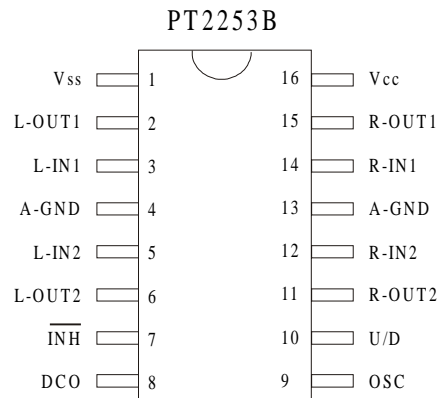 PT2253B
Vss 1 16 Vcc
L-OUT1 2 15 R-OUT1
L-IN1 3 14 R-IN1
A-GND 4 13 A-GND
L-IN2 5 12 R-IN2
L-OUT2 6 11 R-OUT2
INH 7 10 U/D
DCO 8 9 OSC